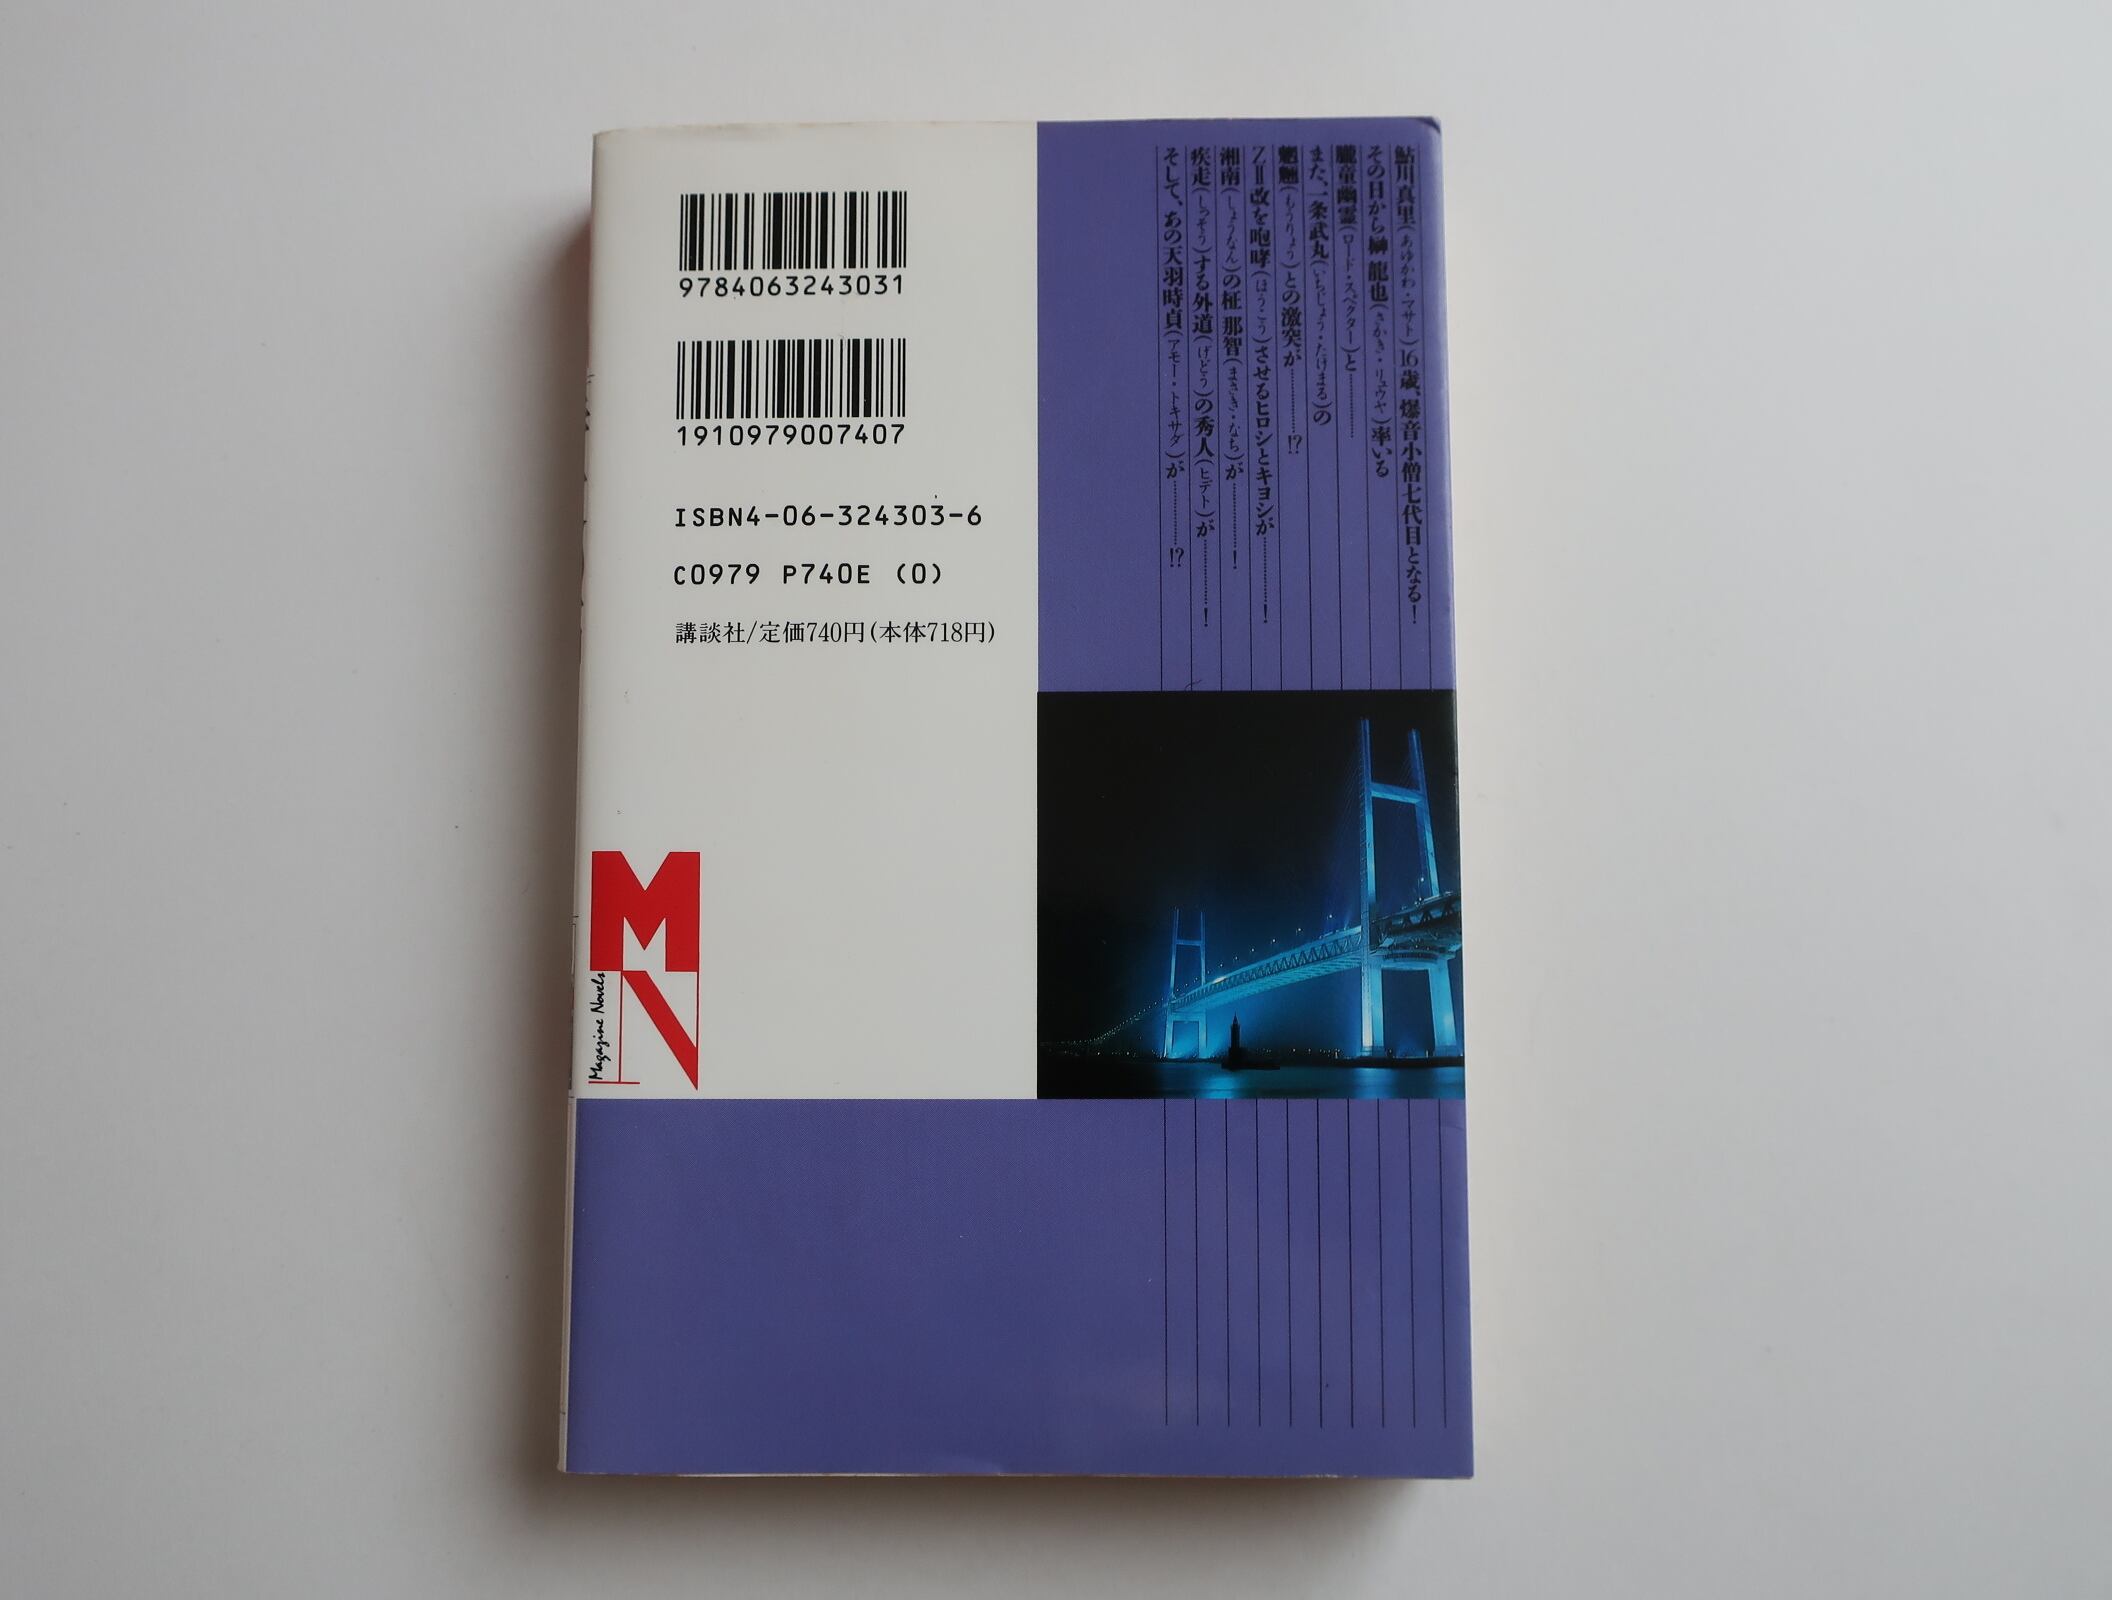 9784063243031
1910979007407
ISBN4-06-324303-6
C0979 P740E (0)
講談社/定価740円(本体718円)
鮎川真里(あゆかわ・マサト)16歳、爆音小僧七代目となる!
その日から榊 龍也(さかき・リュウヤ)率いる
朧童幽霊(ロード・スペクター)と…………
また、一条武丸(いちじょう・たけまる)の
魍魎(もうりょう)との激突が…………!?
ZⅡ改を咆哮(ほうこう)させるヒロシとキヨシが…………!
湘南(しょうなん)の柾 那智(まさき・なち)が…………!
疾走(しっそう)する外道(げどう)の秀人(ヒデト)が…………!
そして、あの天羽時貞(アモー・トキサダ)が…………!?
MN
Magazine Novels